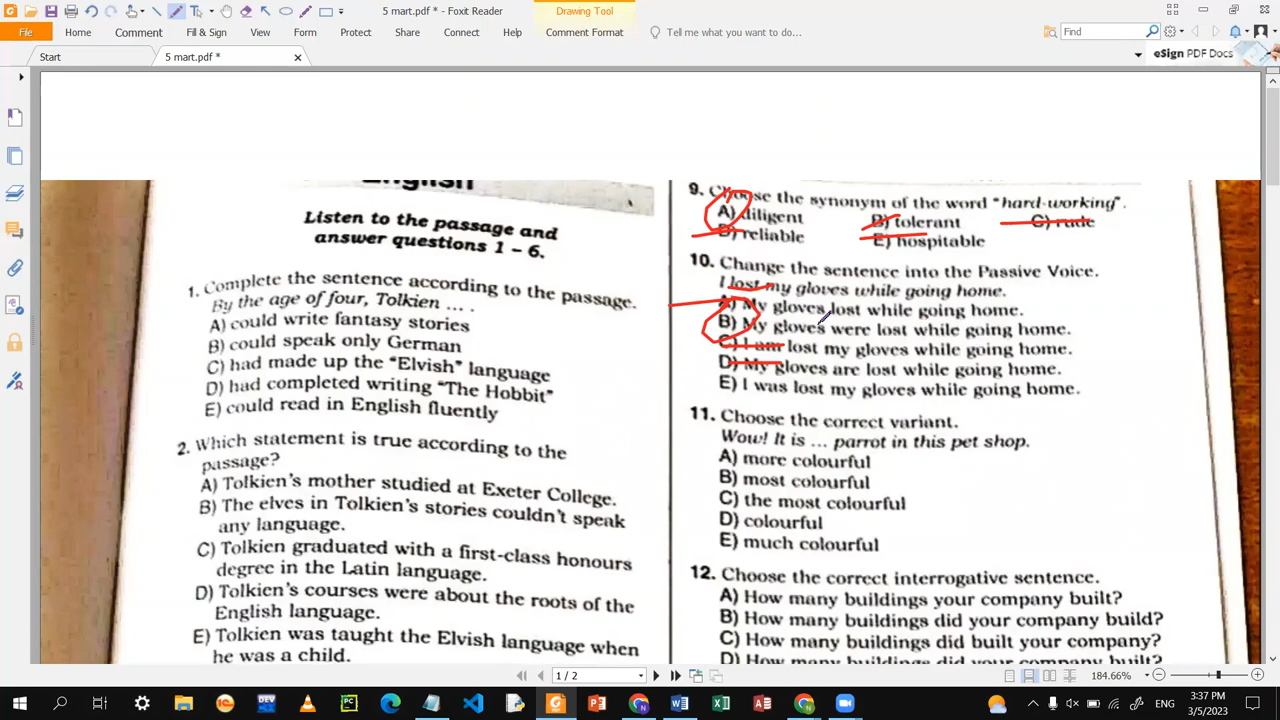 5 mart.pdf * - Foxit Reader
Drawing Tool
File
Home
Comment
Fill & Sign
View
Form
Protect
Share
Connect
Help
Comment Format
Tell me what you want to do...
Find
Start
5 mart.pdf *
eSign PDF Docs
English
Listen to the passage and
answer questions 1 – 6.
1. Complete the sentence according to the passage.
By the age of four, Tolkien ... .
A) could write fantasy stories
B) could speak only German
C) had made up the “Elvish” language
D) had completed writing “The Hobbit”
E) could read in English fluently
2. Which statement is true according to the
passage?
A) Tolkien’s mother studied at Exeter College.
B) The elves in Tolkien’s stories couldn’t speak
any language.
C) Tolkien graduated with a first-class honours
degree in the Latin language.
D) Tolkien’s courses were about the roots of the
English language.
E) Tolkien was taught the Elvish language when
he was a child.
9. Choose the synonym of the word “hard-working”.
A) diligent
B) tolerant
C) rude
D) reliable
E) hospitable
10. Change the sentence into the Passive Voice.
I lost my gloves while going home.
A) My gloves lost while going home.
B) My gloves were lost while going home.
C) I am lost my gloves while going home.
D) My gloves are lost while going home.
E) I was lost my gloves while going home.
11. Choose the correct variant.
Wow! It is ... parrot in this pet shop.
A) more colourful
B) most colourful
C) the most colourful
D) colourful
E) much colourful
12. Choose the correct interrogative sentence.
A) How many buildings your company built?
B) How many buildings did your company build?
C) How many buildings did built your company?
D) How many buildings did your company built?
1 / 2
184.66%
ENG
3:37 PM
3/5/2023